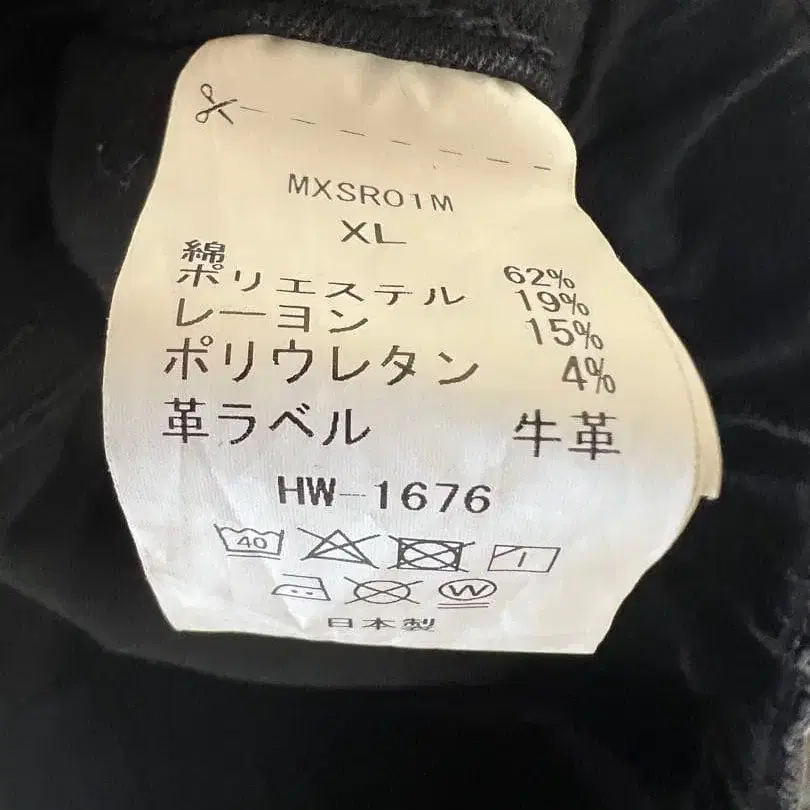 MXSR01M
XL
綿 62%
ポリエステル 19%
レーヨン 15%
ポリウレタン 4%
革ラベル 牛革
HW-1676
40
W
日本製